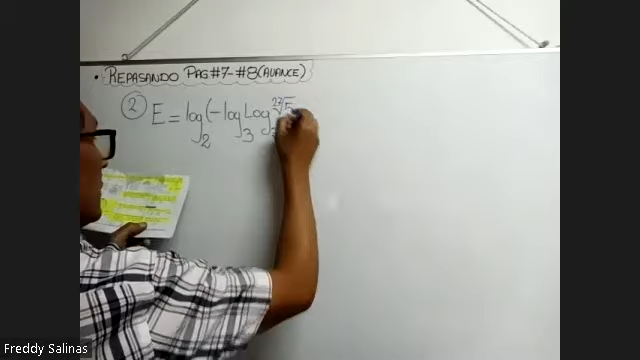 • REPASANDO PAG#7-#8(AVANCE)
2 E = log₂(-log₃ Log
Freddy Salinas